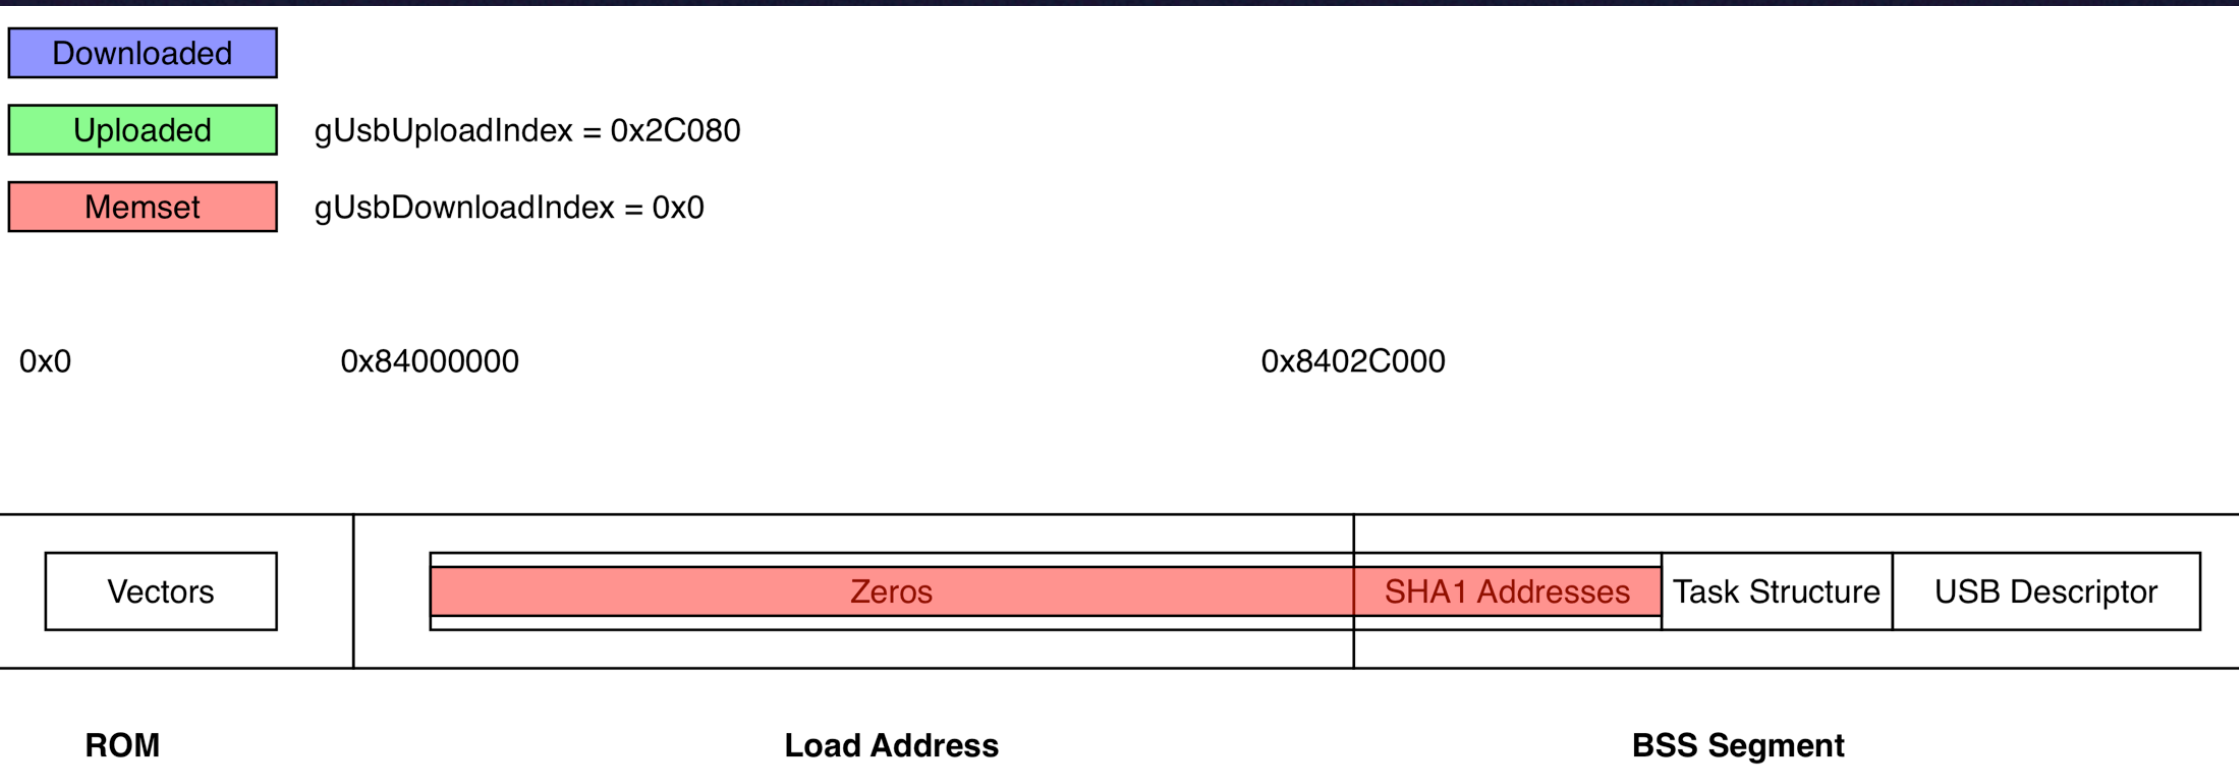 Downloaded
Uploaded gUsbUploadIndex = 0x2C080
Memset gUsbDownloadIndex = 0x0
0x0 0x84000000 0x8402C000
Vectors Zeros SHA1 Addresses Task Structure USB Descriptor
ROM Load Address BSS Segment